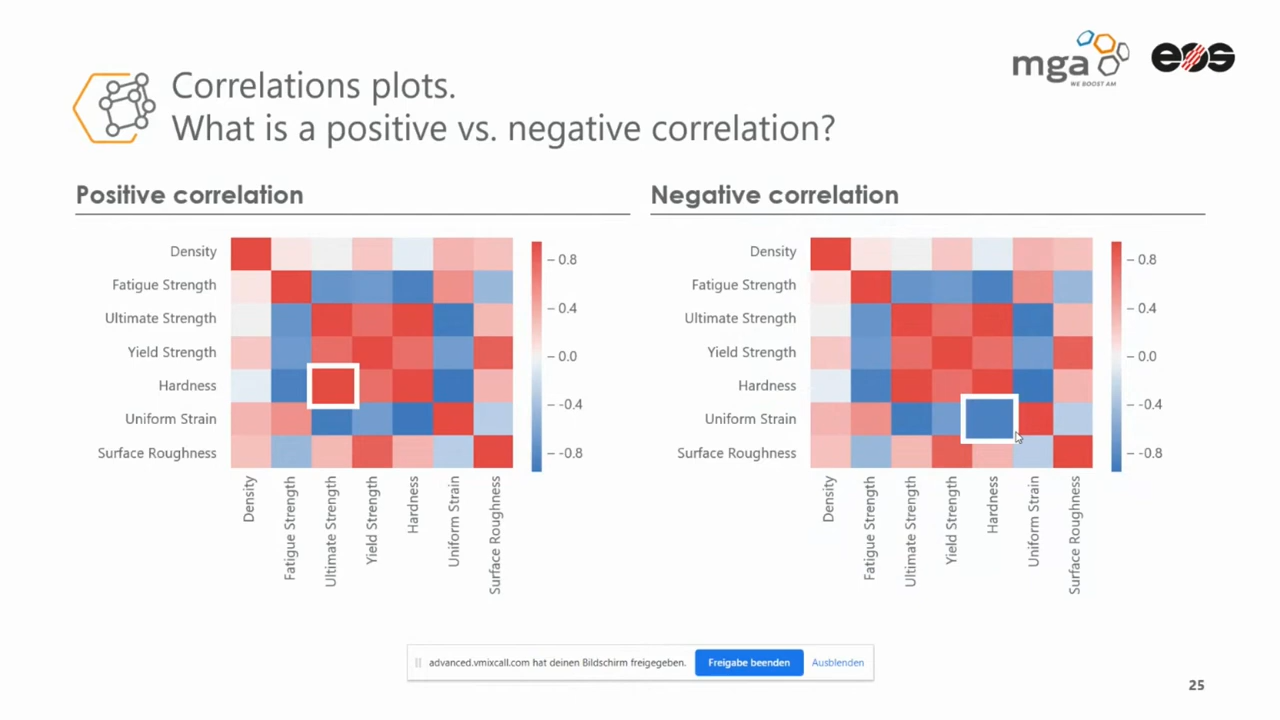 mga
WE BOOST AM
eos
Correlations plots.
What is a positive vs. negative correlation?
Positive correlation
Density
Fatigue Strength
Ultimate Strength
Yield Strength
Hardness
Uniform Strain
Surface Roughness
0.8
0.4
0.0
-0.4
-0.8
Density
Fatigue Strength
Ultimate Strength
Yield Strength
Hardness
Uniform Strain
Surface Roughness
Negative correlation
Density
Fatigue Strength
Ultimate Strength
Yield Strength
Hardness
Uniform Strain
Surface Roughness
0.8
0.4
0.0
-0.4
-0.8
Density
Fatigue Strength
Ultimate Strength
Yield Strength
Hardness
Uniform Strain
Surface Roughness
advanced.vmixcall.com hat deinen Bildschirm freigegeben. Freigabe beenden Ausblenden
25